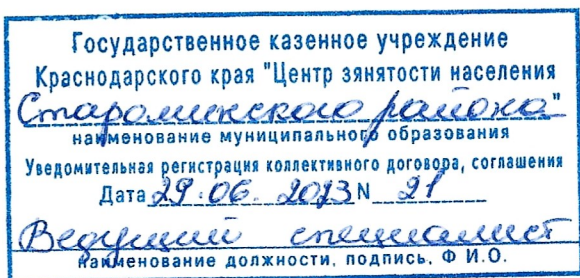 Государственное казенное учреждение
Краснодарского края "Центр зянятости населения
Староминского района"
наименование муниципального образования
Уведомительная регистрация коллективного договора, соглашения
Дата 29.06.2013 N 21
Ведущий специалист
наименование должности, подпись, Ф И.О.